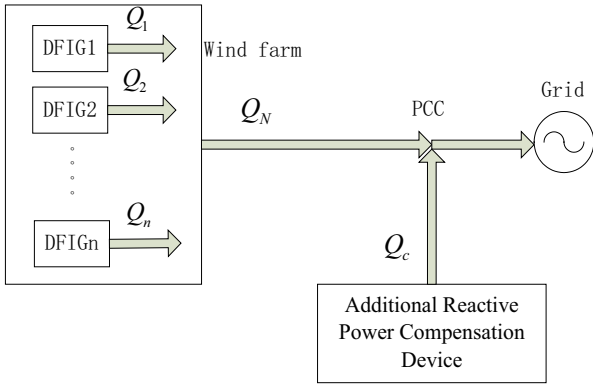 DFIG1
Q1
Wind farm
DFIG2
Q2
QN
PCC
Grid
DFIGn
Qn
Qc
Additional Reactive
Power Compensation
Device